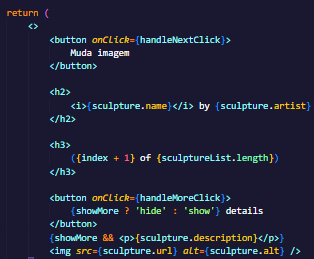 return (
<>
<button onClick={handleNextClick}>
Muda imagem
</button>
<h2>
<i>{sculpture.name}</i> by {sculpture.artist}
</h2>
<h3>
({index + 1} of {sculptureList.length})
</h3>
<button onClick={handleMoreClick}>
{showMore ? 'hide' : 'show'} details
</button>
{showMore && <p>{sculpture.description}</p>}
<img src={sculpture.url} alt={sculpture.alt} />